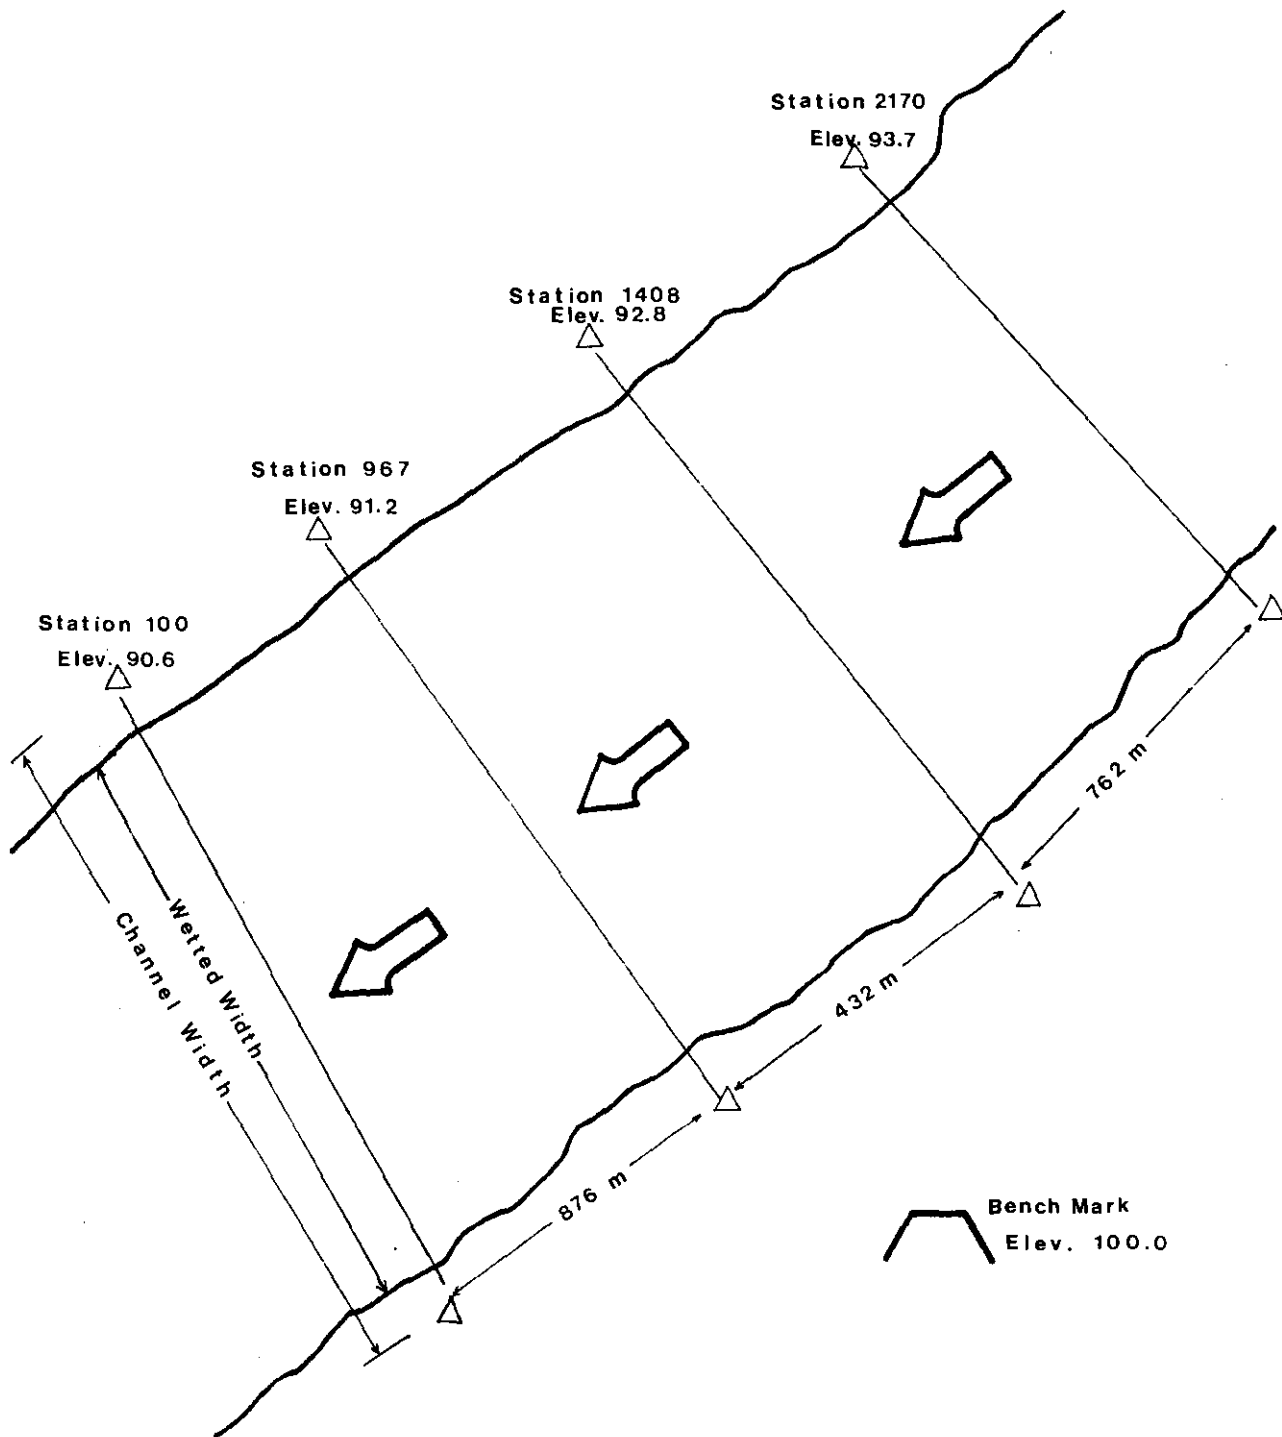 Station 2170
Elev. 93.7
Station 1408
Elev. 92.8
Station 967
Elev. 91.2
Station 100
Elev. 90.6
762 m
432 m
876 m
Wetted Width
Channel Width
Bench Mark
Elev. 100.0